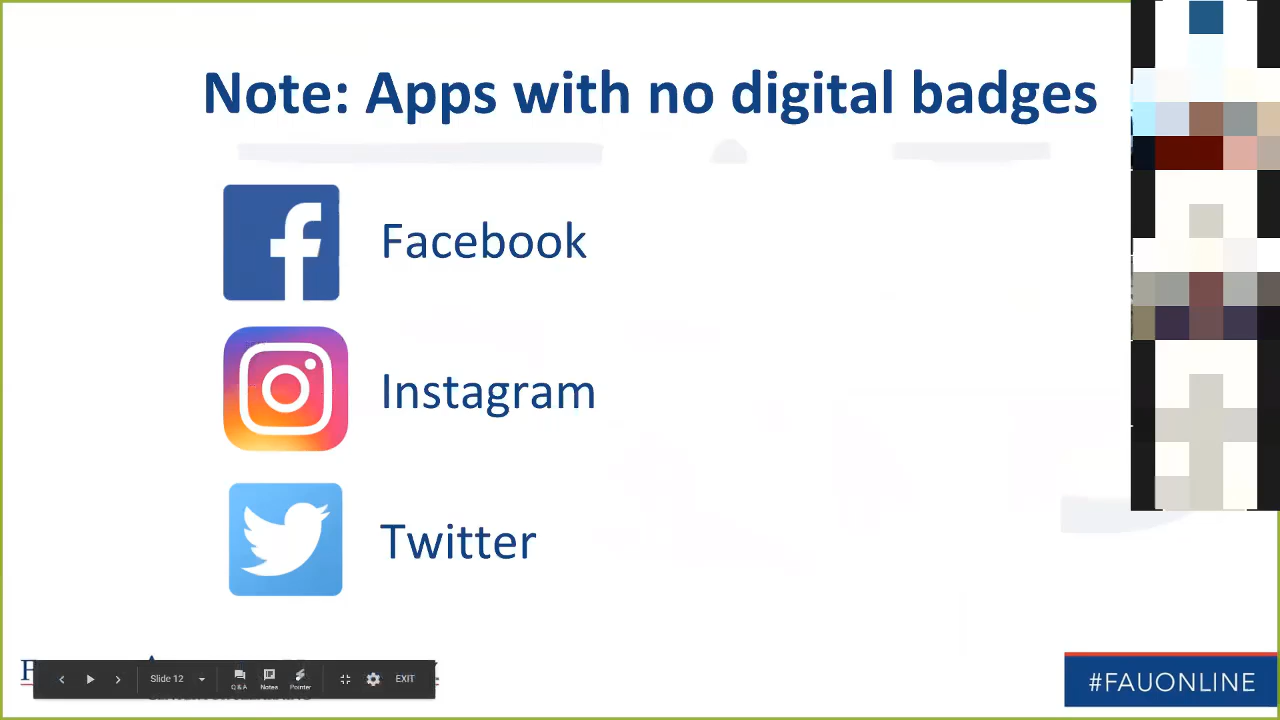 Note: Apps with no digital badges
Facebook
Instagram
Twitter
Slide 12
Q & A
Notes
Pointer
EXIT
#FAUONLINE